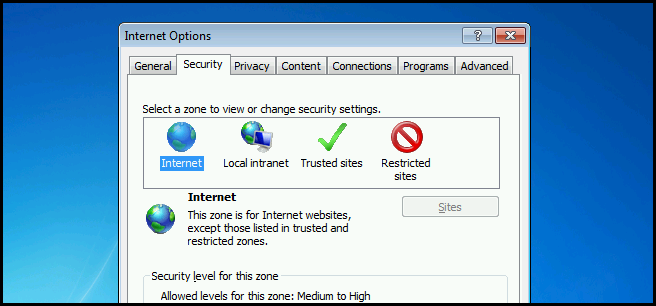 Internet Options
?
General Security Privacy Content Connections Programs Advanced
Select a zone to view or change security settings.
Internet Local intranet Trusted sites Restricted
sites
Internet
Sites
This zone is for Internet websites,
except those listed in trusted and
restricted zones.
Security level for this zone
Allowed levels for this zone: Medium to High